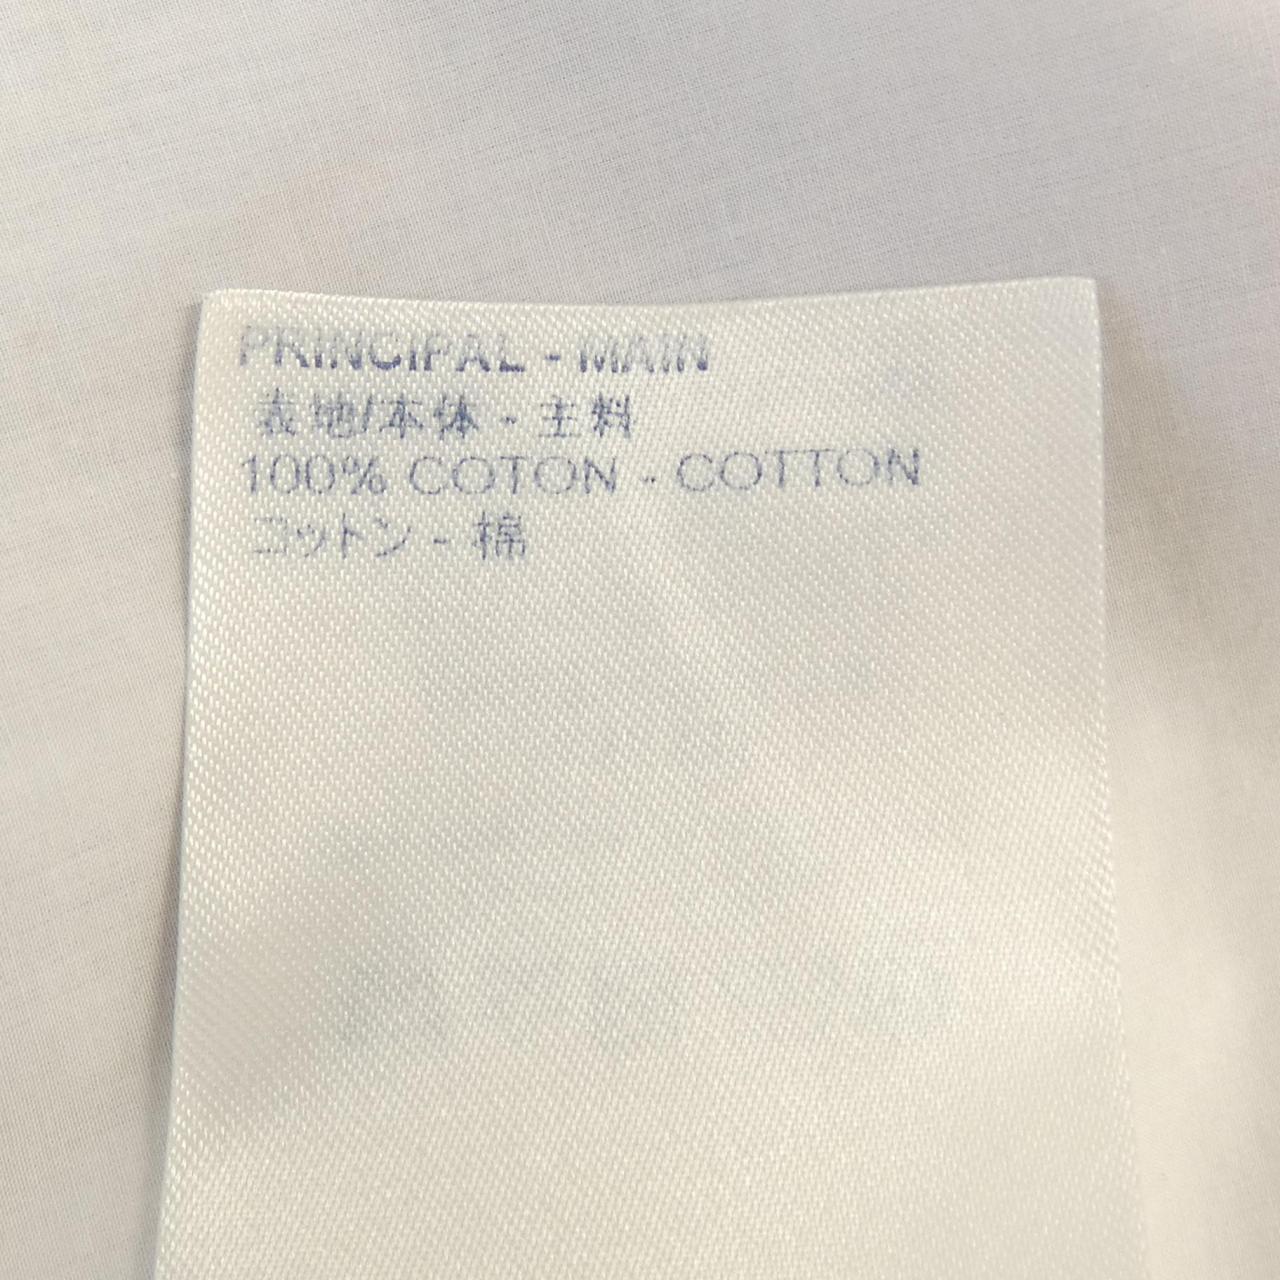 PRINCIPAL - MAIN
表地/本体 - 主料
100% COTON - COTTON
コットン - 棉